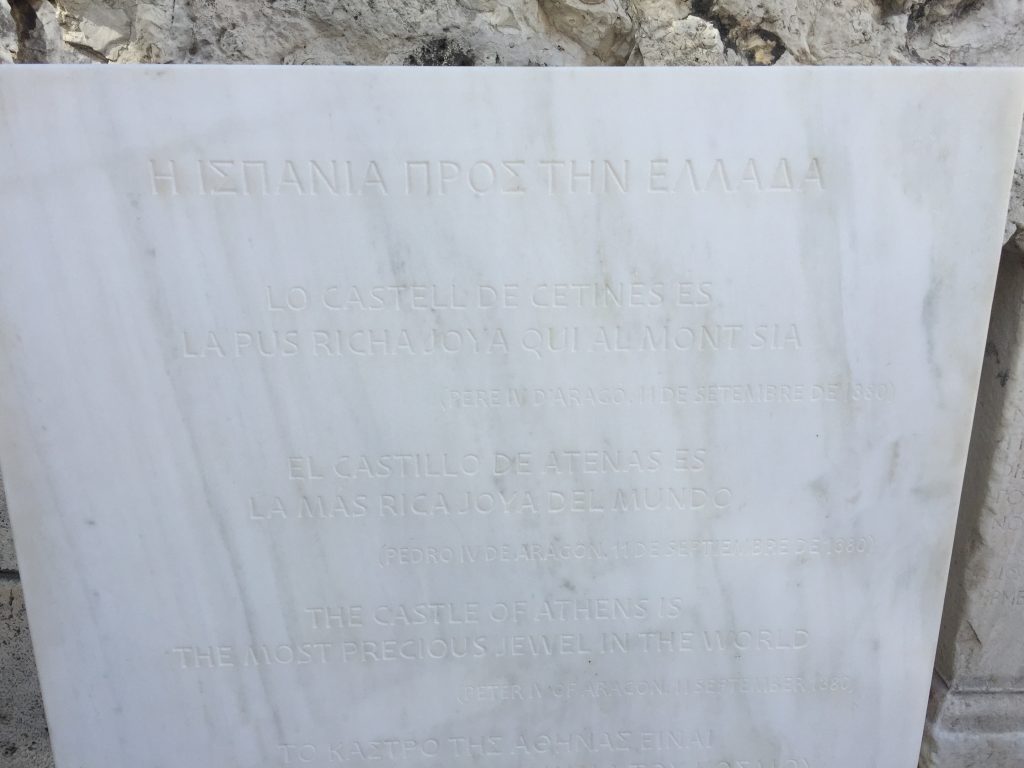 Η ΙΣΠΑΝΙΑ ΠΡΟΣ ΤΗΝ ΕΛΛΑΔΑ
LO CASTELL DE CETINES ES
LA PUS RICHA JOYA QUI AL MONT SIA
(PERE IV D'ARAGO, 11 DE SETEMBRE DE 1380)
EL CASTILLO DE ATENAS ES
LA MAS RICA JOYA DEL MUNDO
(PEDRO IV DE ARAGON, 11 DE SEPTIEMBRE DE 1380)
THE CASTLE OF ATHENS IS
THE MOST PRECIOUS JEWEL IN THE WORLD
(PETER IV OF ARAGON, 11 SEPTEMBER 1380)
ΤΟ ΚΑΣΤΡΟ ΤΗΣ ΑΘΗΝΑΣ ΕΙΝΑΙ